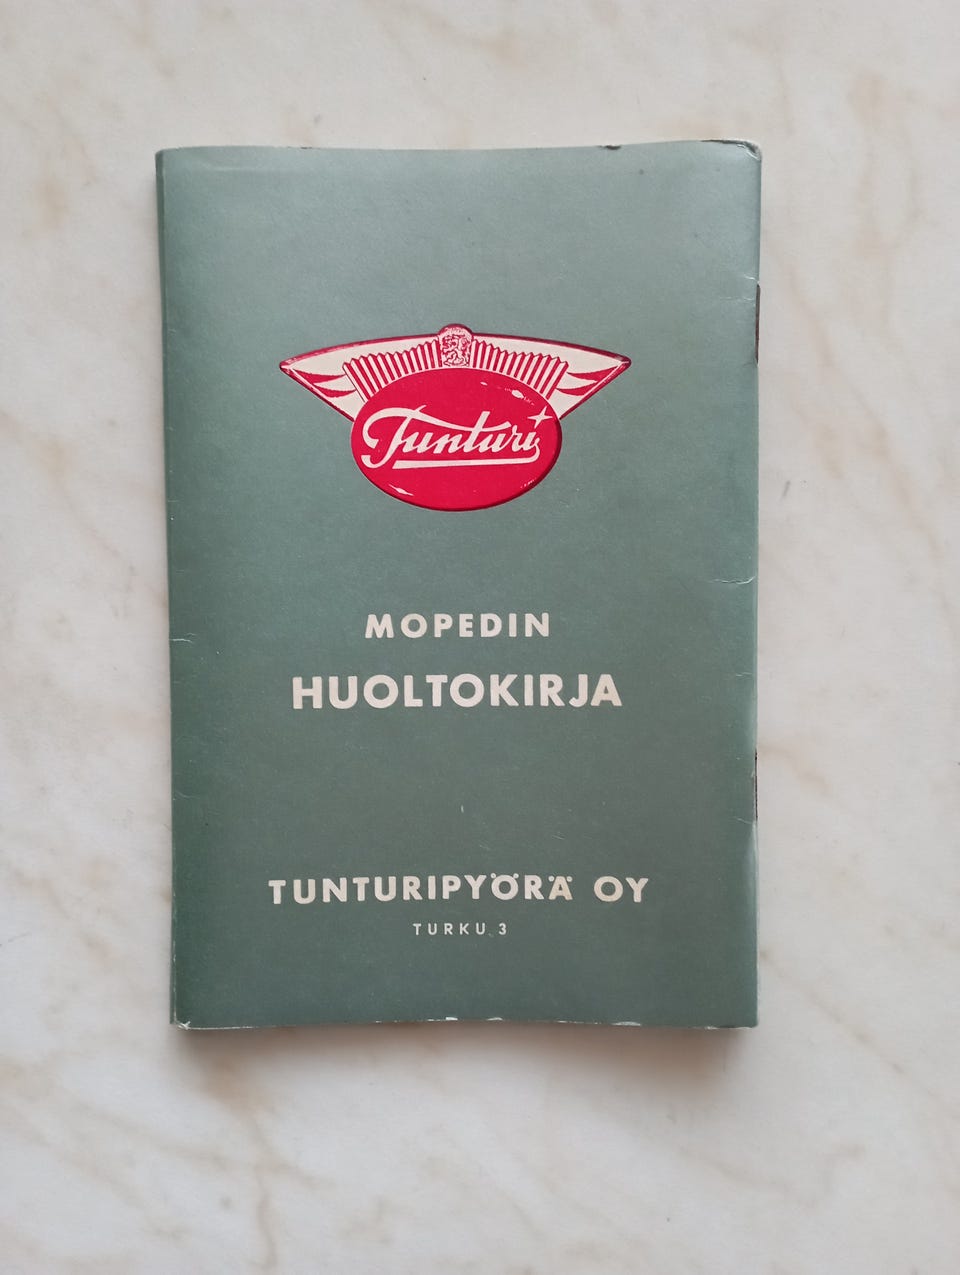 Tunturi
MOPEDIN
HUOLTOKIRJA
TUNTURIPYÖRÄ OY
TURKU 3